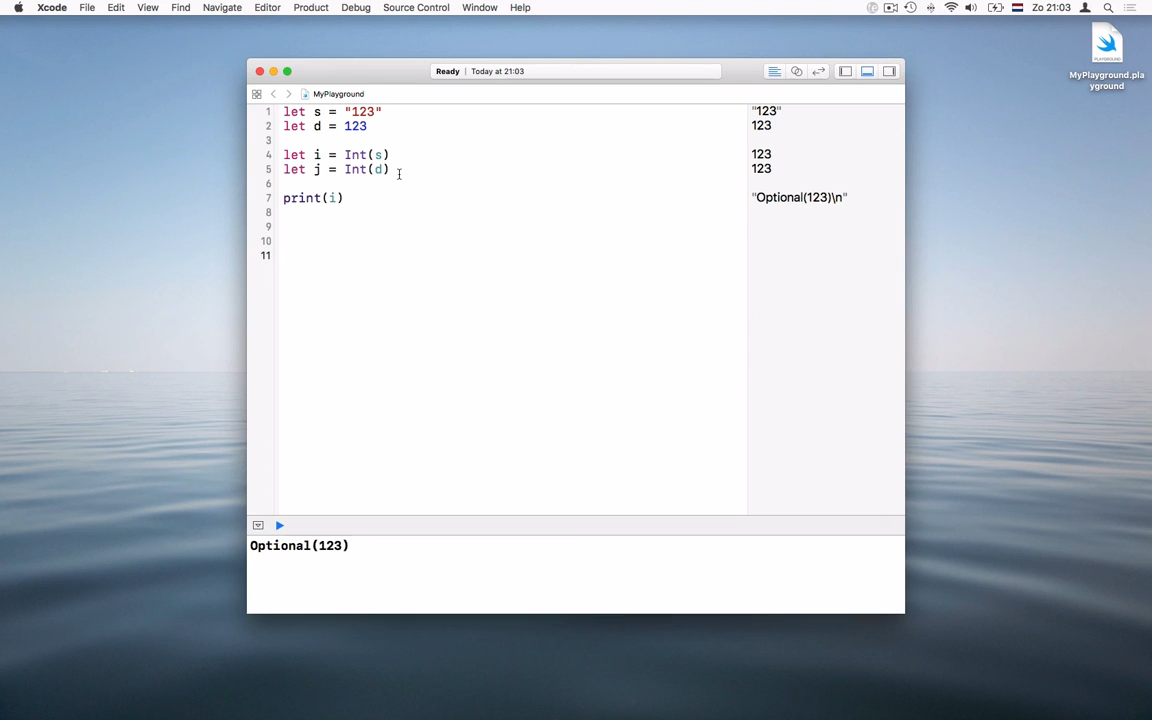 Xcode File Edit View Find Navigate Editor Product Debug Source Control Window Help Zo 21:03
Ready Today at 21:03
MyPlayground
1 let s = "123" "123"
2 let d = 123 123
3
4 let i = Int(s) 123
5 let j = Int(d) 123
6
7 print(i) "Optional(123)\n"
8
9
10
11
Optional(123)
PLAYGROUND
MyPlayground.pla
yground